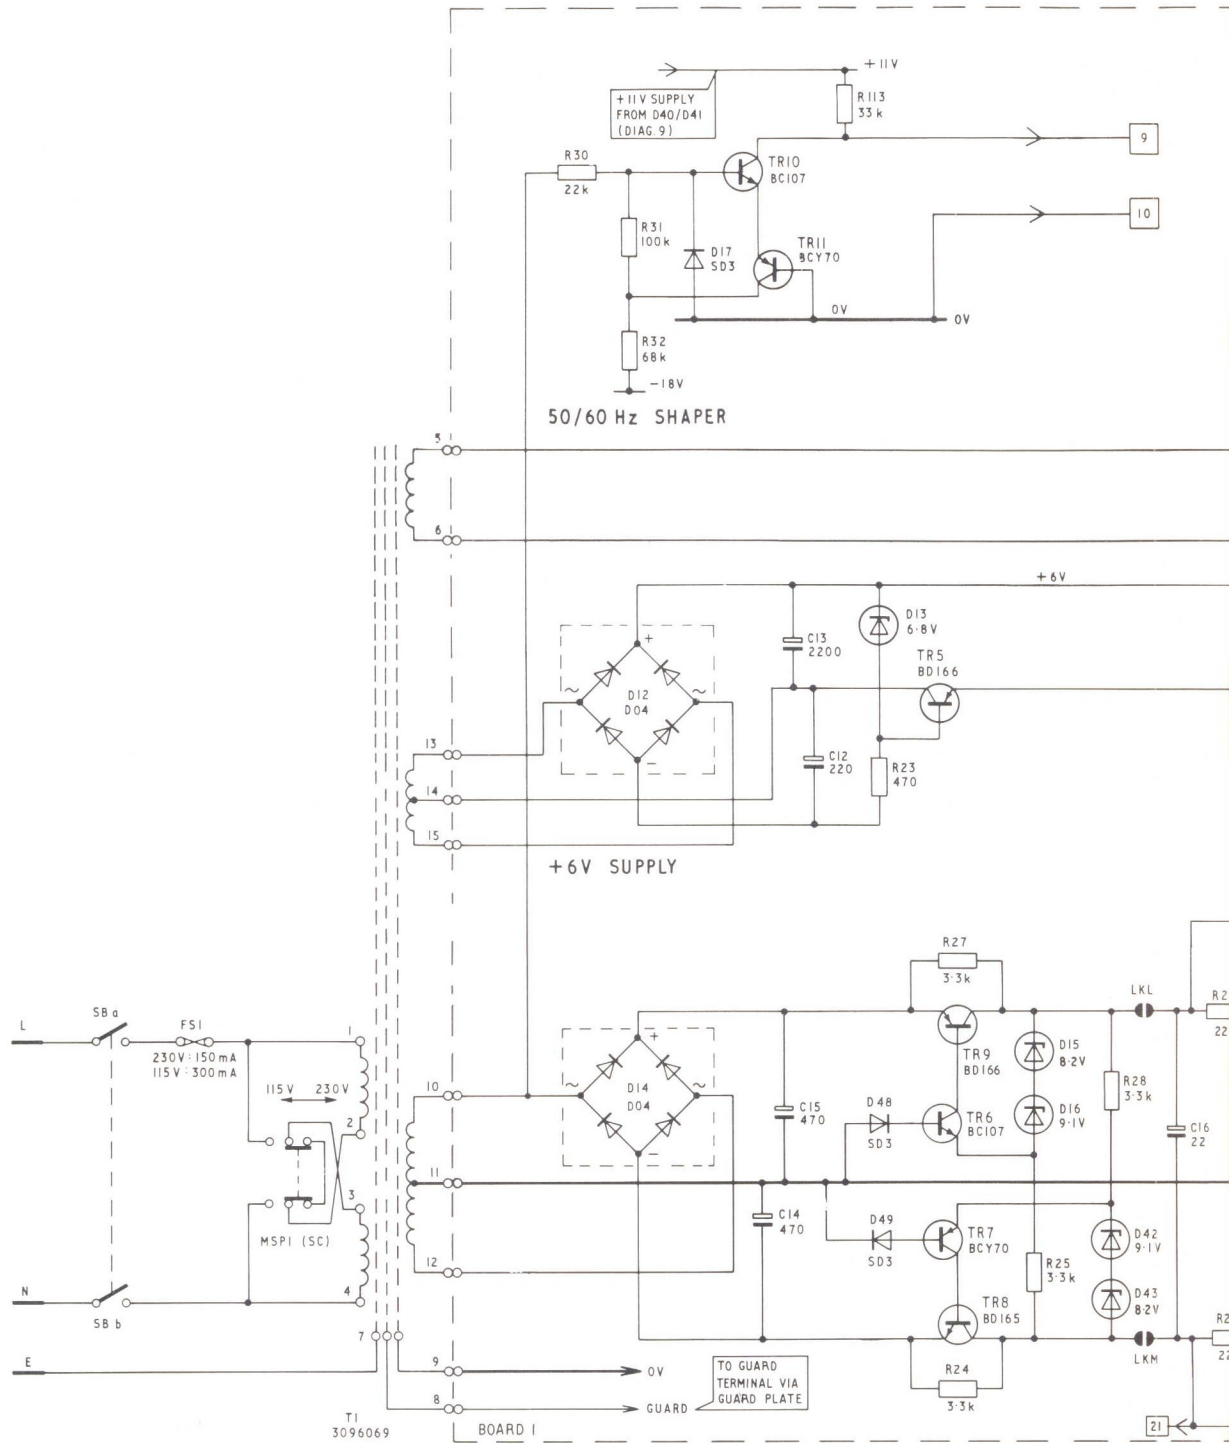 +11V
+11V SUPPLY
FROM D40/D41
(DIAG. 9)
R113
33k
9
R30
22k
TR10
BC107
10
R31
100k
D17
SD3
TR11
BCY70
0V
0V
R32
68k
-18V
50/60 Hz SHAPER
5
6
+6V
D13
6·8V
C13
2200
+
TR5
BD166
~
~
D12
D04
13
C12
220
R23
470
-
14
15
+6V SUPPLY
R27
3·3k
LKL
L
SBa
FS1
230V: 150mA
115V: 300mA
1
+
TR9
BD166
D15
8·2V
115V
230V
10
~
~
D14
D04
R28
3·3k
2
C15
470
D48
SD3
TR6
BC107
D16
9·1V
C16
22
-
11
3
C14
470
D49
SD3
TR7
BCY70
D42
9·1V
MSP1 (SC)
12
R25
3·3k
N
4
TR8
BD165
D43
8·2V
SBb
7
LKM
E
9
0V
TO GUARD
TERMINAL VIA
GUARD PLATE
R24
3·3k
8
GUARD
T1
3096069
BOARD 1
21